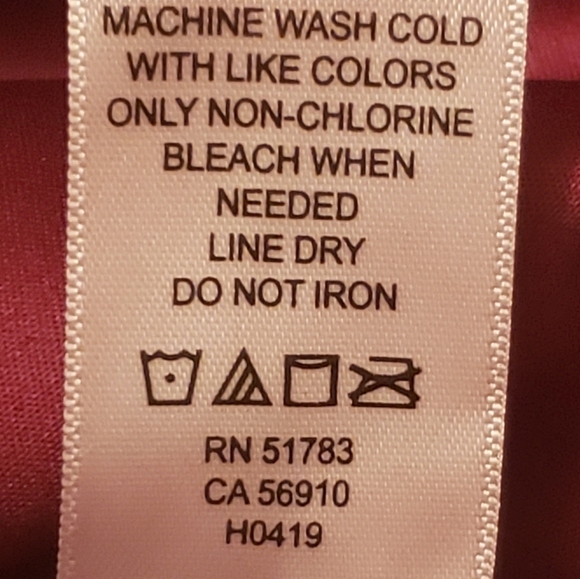 MACHINE WASH COLD
WITH LIKE COLORS
ONLY NON-CHLORINE
BLEACH WHEN
NEEDED
LINE DRY
DO NOT IRON
RN 51783
CA 56910
H0419